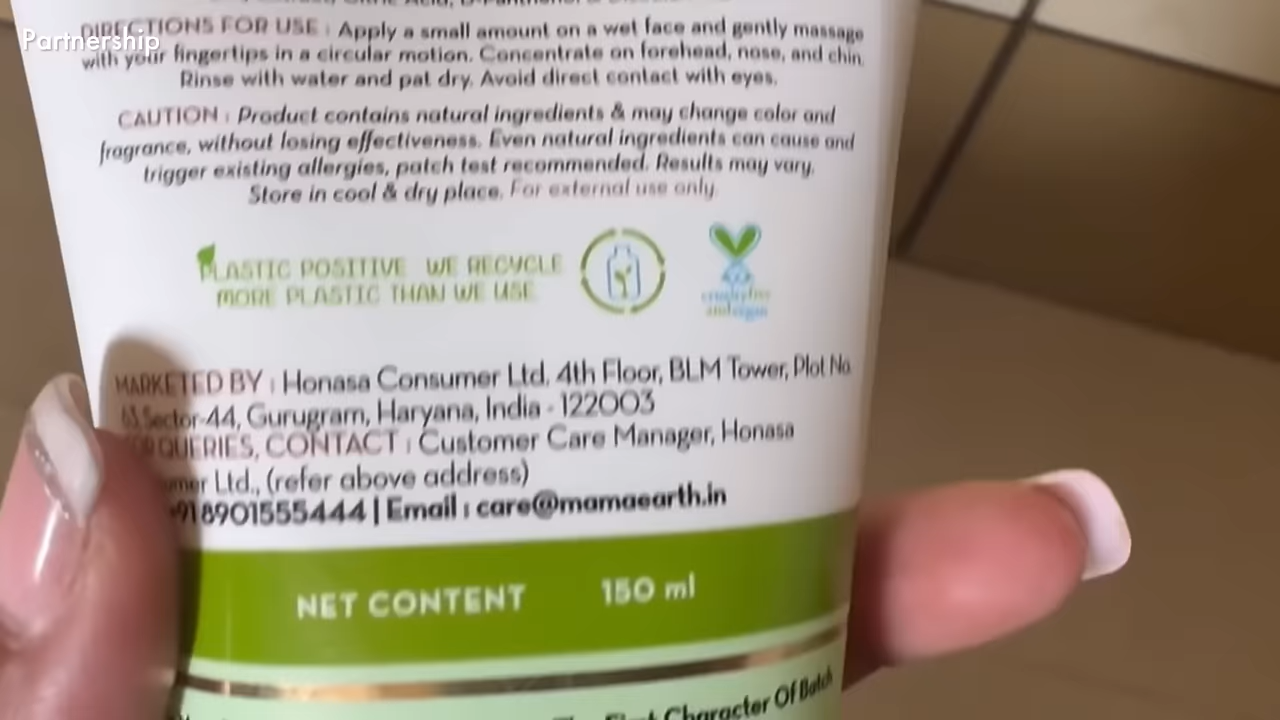 Partnership
Citric Acid, D-Panthenol &
DIRECTIONS FOR USE : Apply a small amount on a wet face and gently massage
with your fingertips in a circular motion. Concentrate on forehead, nose, and chin.
Rinse with water and pat dry. Avoid direct contact with eyes.
CAUTION : Product contains natural ingredients & may change color and
fragrance, without losing effectiveness. Even natural ingredients can cause and
trigger existing allergies, patch test recommended. Results may vary.
Store in cool & dry place. For external use only.
PLASTIC POSITIVE WE RECYCLE
MORE PLASTIC THAN WE USE
crueltyfree
and vegan
MARKETED BY : Honasa Consumer Ltd. 4th Floor, BLM Tower, Plot No.
63 Sector-44, Gurugram, Haryana, India - 122003
QUERIES, CONTACT : Customer Care Manager, Honasa
Ltd., (refer above address)
918901555444 | Email : care@mamaearth.in
NET CONTENT 150 ml
First Character Of Batch